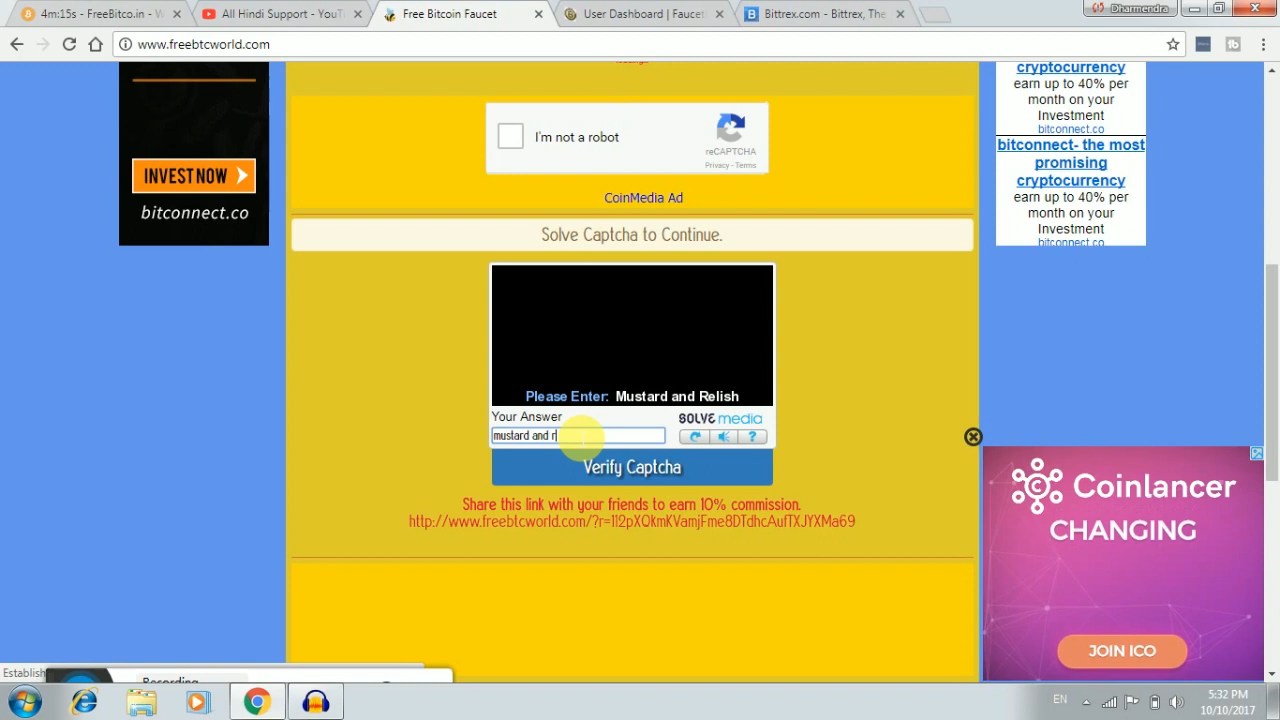 4m:15s - FreeBitco.in - W
All Hindi Support - YouTu
Free Bitcoin Faucet
User Dashboard | Faucet
Bittrex.com - Bittrex, The
Dharmendra
www.freebtcworld.com
INVEST NOW
bitconnect.co
I'm not a robot
reCAPTCHA
Privacy - Terms
CoinMedia Ad
Solve Captcha to Continue.
Please Enter: Mustard and Relish
Your Answer
SOLVE media
mustard and r
Verify Captcha
Share this link with your friends to earn 10% commission.
cryptocurrency
earn up to 40% per
month on your
Investment
bitconnect.co
bitconnect- the most
promising
cryptocurrency
earn up to 40% per
month on your
Investment
bitconnect.co
Coinlancer
CHANGING
JOIN ICO
Establish
Recording
EN
5:32 PM
10/10/2017